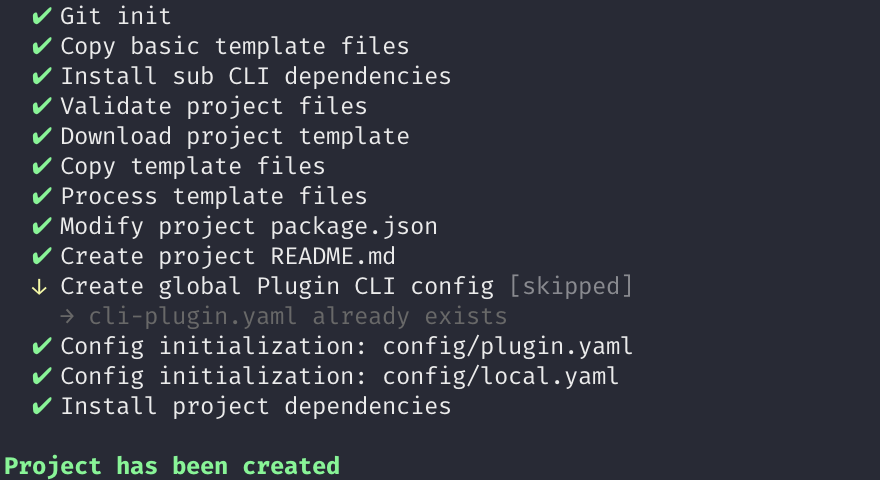 ✔ Git init
✔ Copy basic template files
✔ Install sub CLI dependencies
✔ Validate project files
✔ Download project template
✔ Copy template files
✔ Process template files
✔ Modify project package.json
✔ Create project README.md
↓ Create global Plugin CLI config [skipped]
→ cli-plugin.yaml already exists
✔ Config initialization: config/plugin.yaml
✔ Config initialization: config/local.yaml
✔ Install project dependencies
Project has been created